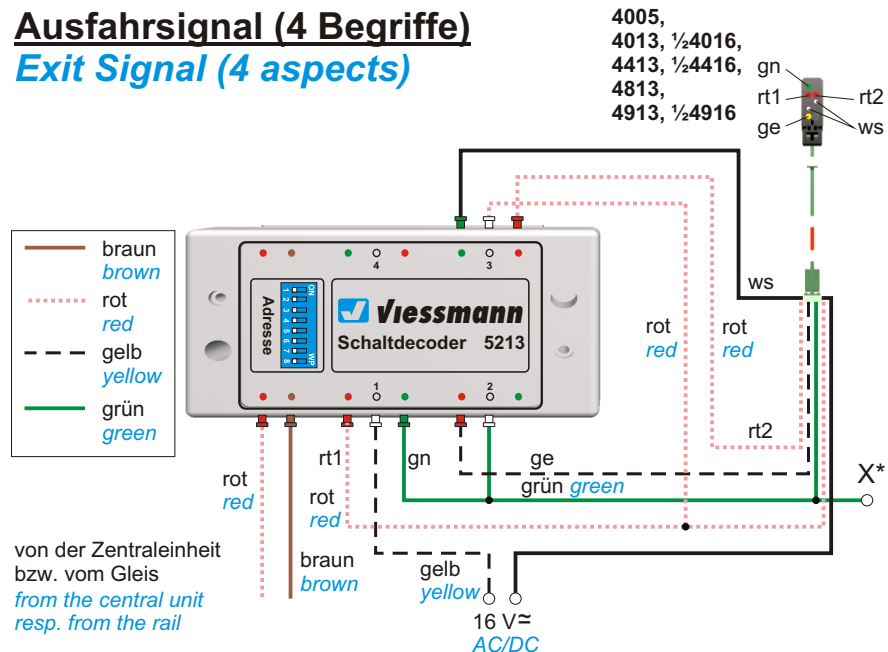 Ausfahrsignal (4 Begriffe)
Exit Signal (4 aspects)
4005,
4013, ½4016,
4413, ½4416,
4813,
4913, ½4916
gn
rt1
rt2
ge
ws
braun
brown
rot
red
gelb
yellow
grün
green
4
3
ON
1 2 3 4 5 6 7 8
WP
Adresse
viessmann
Schaltdecoder 5213
1
2
ws
rot
red
rot
red
rt2
rt1
gn
ge
grün green
X*
rot
red
rot
red
braun
brown
gelb
yellow
von der Zentraleinheit
bzw. vom Gleis
from the central unit
resp. from the rail
16 V≃
AC/DC